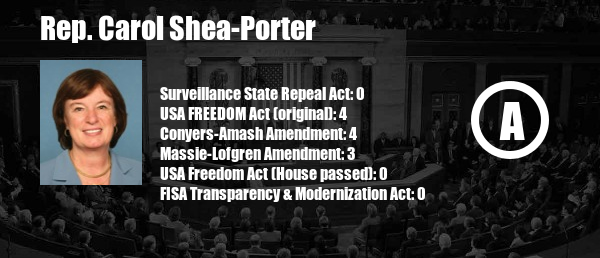 Rep. Carol Shea-Porter
Surveillance State Repeal Act: 0
USA FREEDOM Act (original): 4
Conyers-Amash Amendment: 4
Massie-Lofgren Amendment: 3
USA Freedom Act (House passed): 0
FISA Transparency & Modernization Act: 0
A